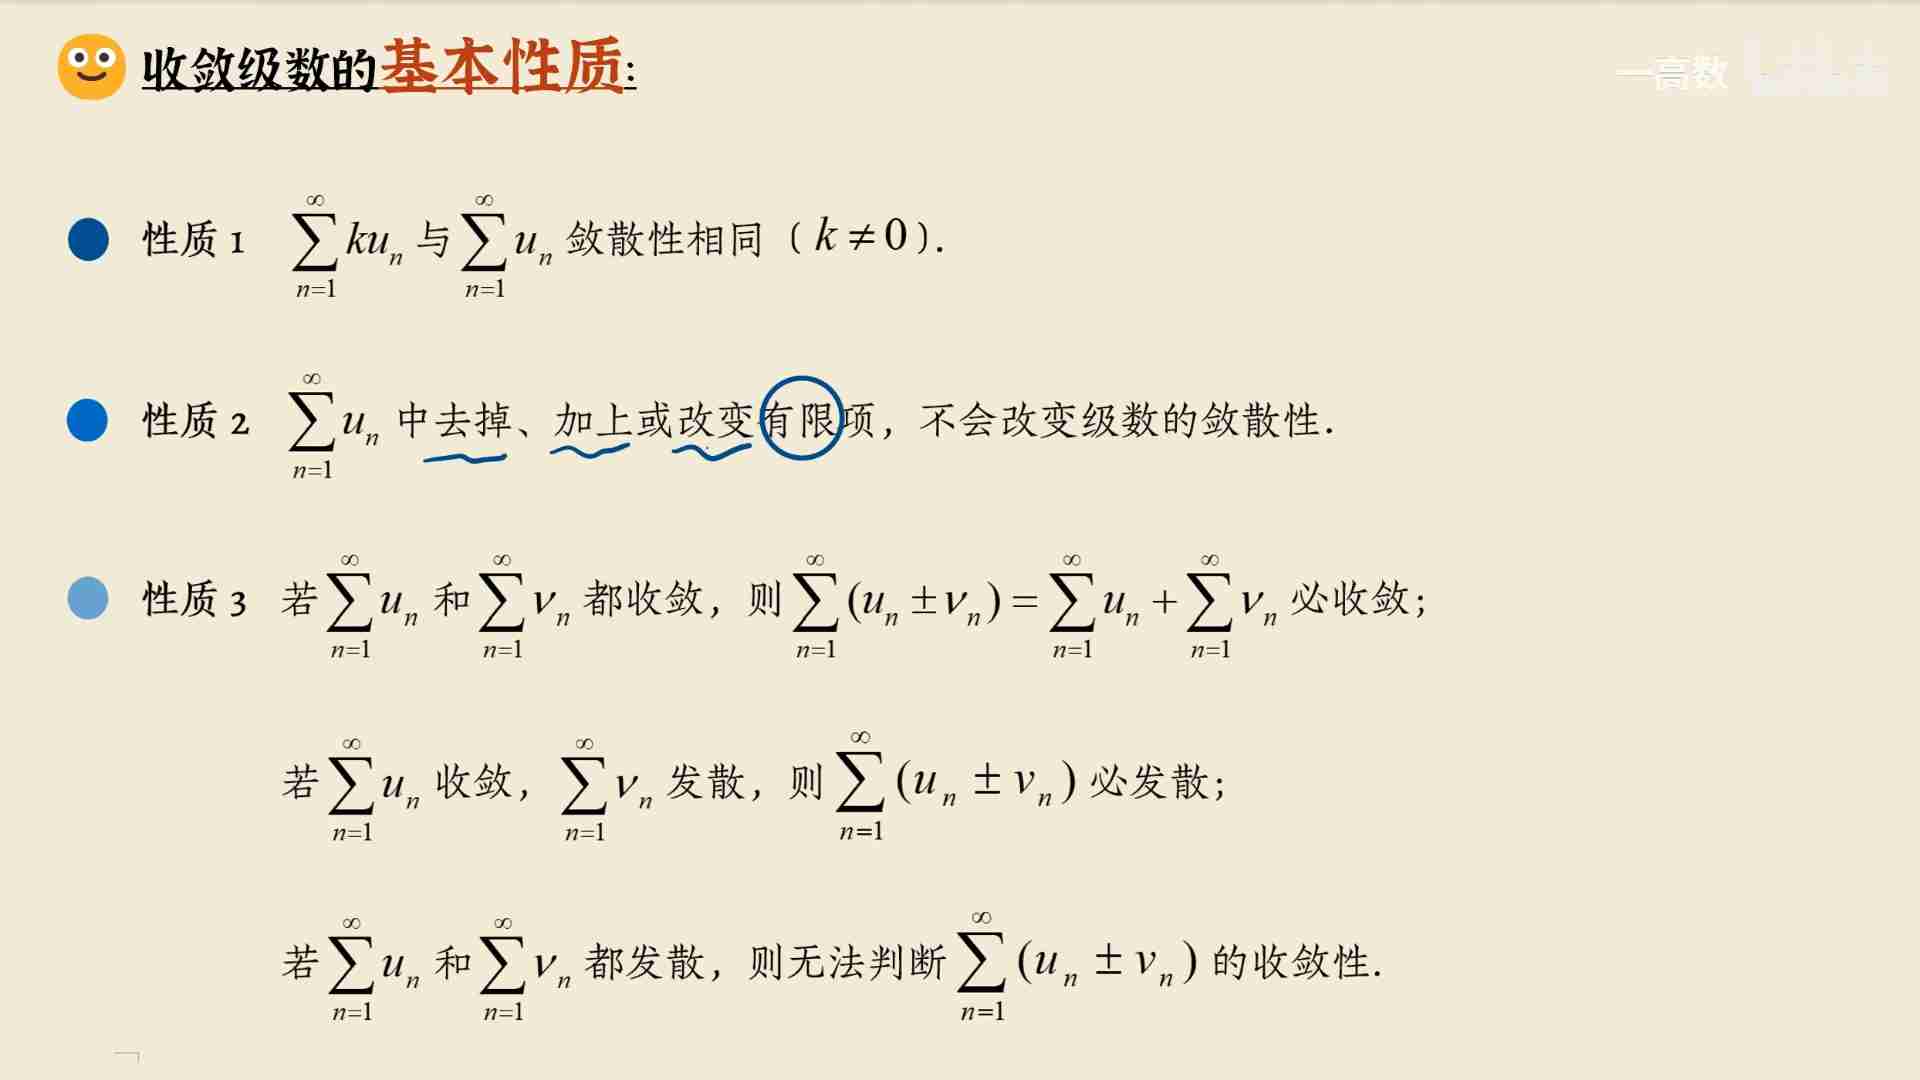 收敛级数的基本性质:
一高数
性质 1 $\sum_{n=1}^{\infty} ku_n$ 与 $\sum_{n=1}^{\infty} u_n$ 敛散性相同（$k \neq 0$）.
性质 2 $\sum_{n=1}^{\infty} u_n$ 中去掉、加上或改变有限项，不会改变级数的敛散性.
性质 3 若 $\sum_{n=1}^{\infty} u_n$ 和 $\sum_{n=1}^{\infty} v_n$ 都收敛，则 $\sum_{n=1}^{\infty} (u_n \pm v_n) = \sum_{n=1}^{\infty} u_n + \sum_{n=1}^{\infty} v_n$ 必收敛；
若 $\sum_{n=1}^{\infty} u_n$ 收敛，$\sum_{n=1}^{\infty} v_n$ 发散，则 $\sum_{n=1}^{\infty} (u_n \pm v_n)$ 必发散；
若 $\sum_{n=1}^{\infty} u_n$ 和 $\sum_{n=1}^{\infty} v_n$ 都发散，则无法判断 $\sum_{n=1}^{\infty} (u_n \pm v_n)$ 的收敛性.